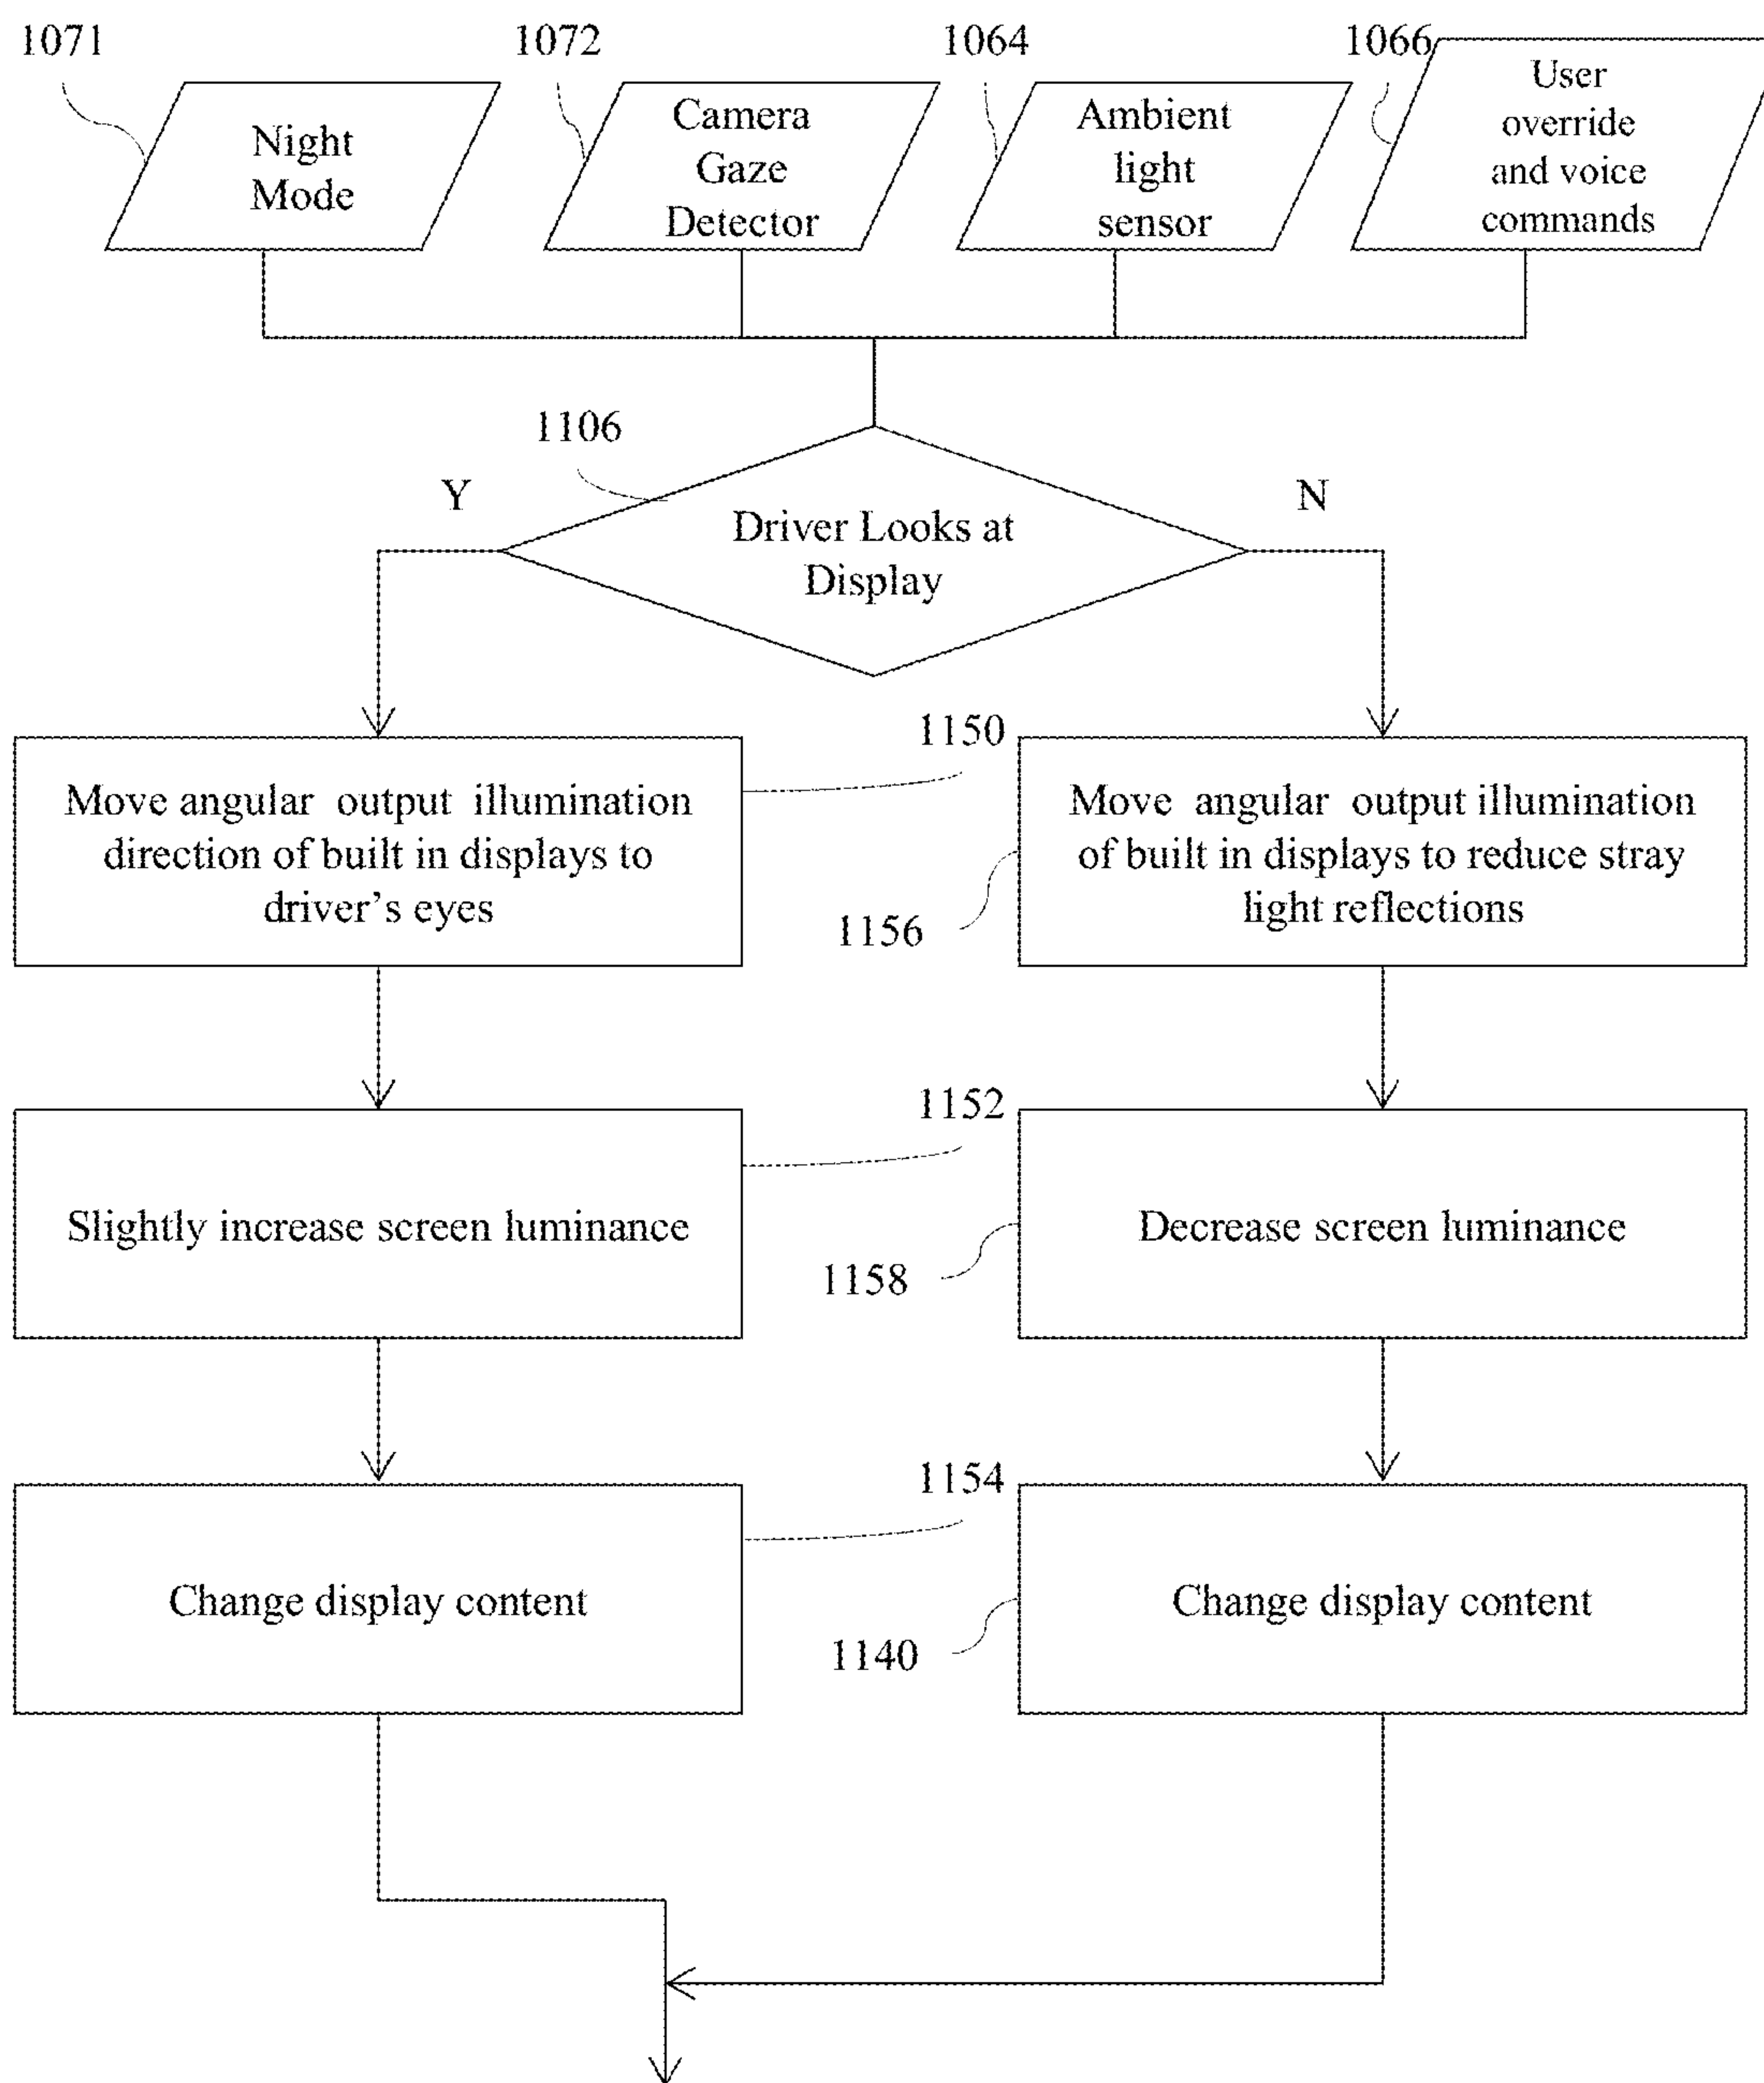 1071
1072
1064
1066
Night
Mode
Camera
Gaze
Detector
Ambient
light
sensor
User
override
and voice
commands
1106
Y
N
Driver Looks at
Display
1150
Move angular output illumination
direction of built in displays to
driver's eyes
Move angular output illumination
of built in displays to reduce stray
light reflections
1156
1152
Slightly increase screen luminance
Decrease screen luminance
1158
1154
Change display content
Change display content
1140